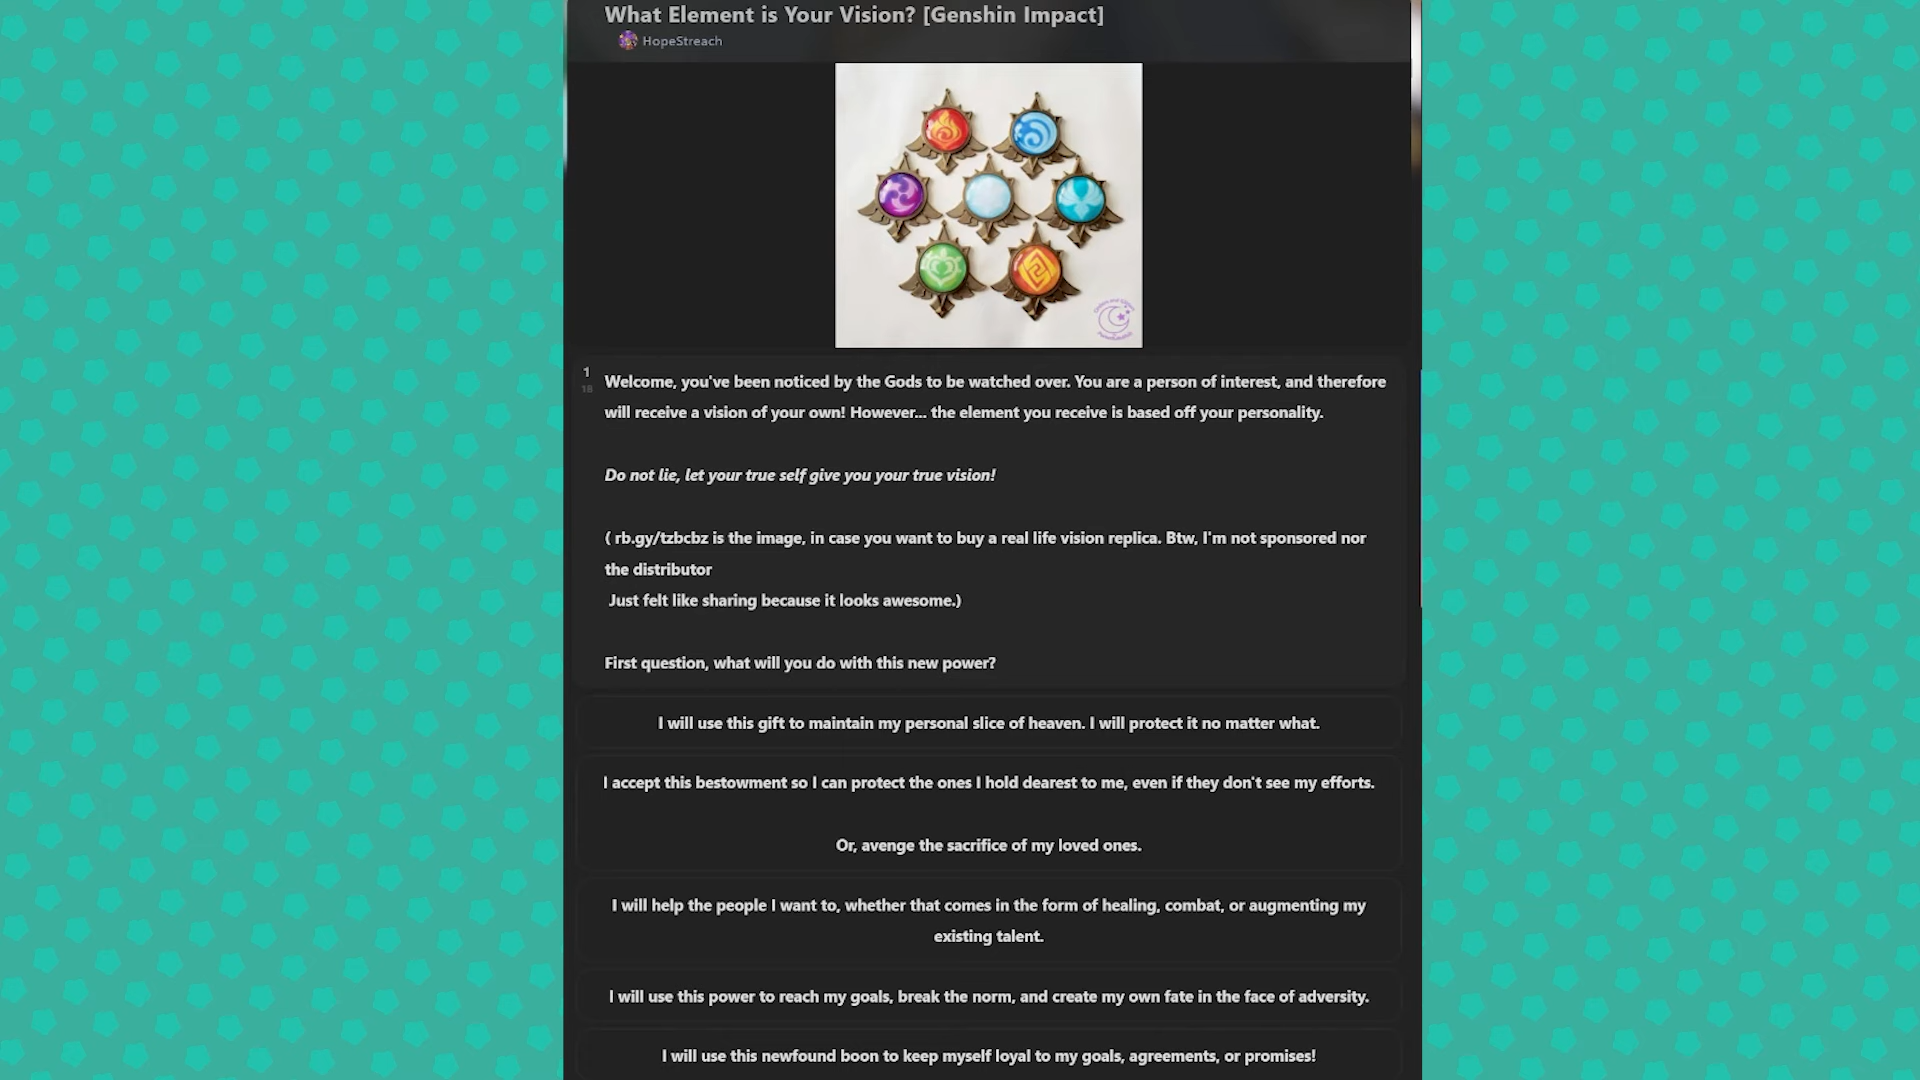 What Element is Your Vision? [Genshin Impact]
HopeStreach
1
18
Welcome, you've been noticed by the Gods to be watched over. You are a person of interest, and therefore
will receive a vision of your own! However... the element you receive is based off your personality.
Do not lie, let your true self give you your true vision!
( rb.gy/tzbcbz is the image, in case you want to buy a real life vision replica. Btw, I'm not sponsored nor
the distributor
Just felt like sharing because it looks awesome.)
First question, what will you do with this new power?
I will use this gift to maintain my personal slice of heaven. I will protect it no matter what.
I accept this bestowment so I can protect the ones I hold dearest to me, even if they don't see my efforts.
Or, avenge the sacrifice of my loved ones.
I will help the people I want to, whether that comes in the form of healing, combat, or augmenting my
existing talent.
I will use this power to reach my goals, break the norm, and create my own fate in the face of adversity.
I will use this newfound boon to keep myself loyal to my goals, agreements, or promises!